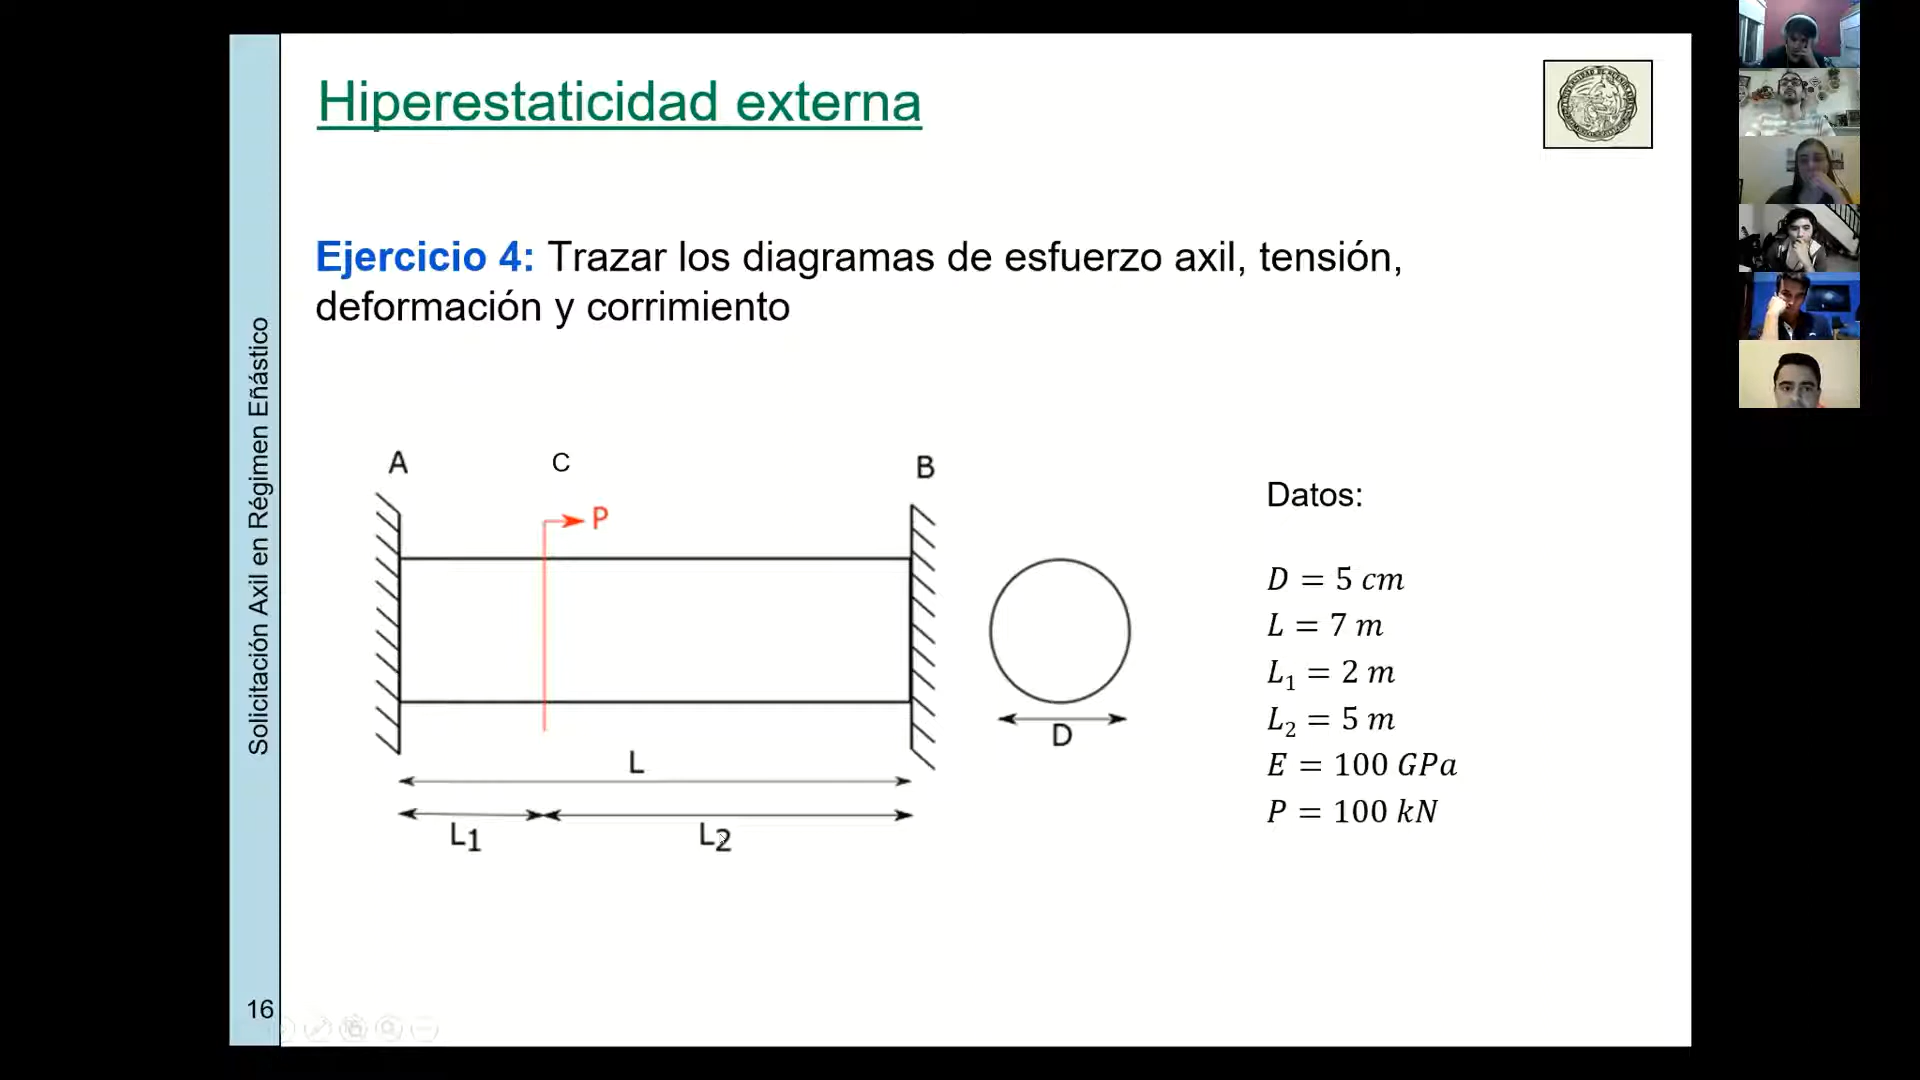 Hiperestaticidad externa
Ejercicio 4: Trazar los diagramas de esfuerzo axil, tensión,
deformación y corrimiento
Solicitación Axil en Régimen Eñástico
A
C
B
P
Datos:
D = 5 cm
L = 7 m
L₁ = 2 m
L₂ = 5 m
E = 100 GPa
P = 100 kN
D
L
L1
L2
16